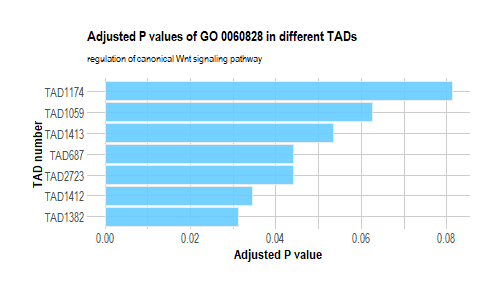 Adjusted P values of GO 0060828 in different TADs
regulation of canonical Wnt signaling pathway
TAD number
TAD1174
TAD1059
TAD1413
TAD687
TAD2723
TAD1412
TAD1382
0.00 0.02 0.04 0.06 0.08
Adjusted P value